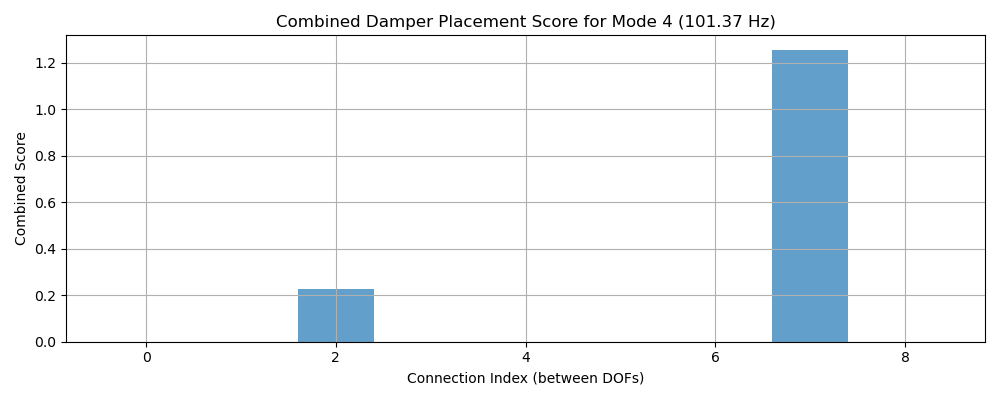 Combined Damper Placement Score for Mode 4 (101.37 Hz)
Combined Score
1.2
1.0
0.8
0.6
0.4
0.2
0.0
0 2 4 6 8
Connection Index (between DOFs)